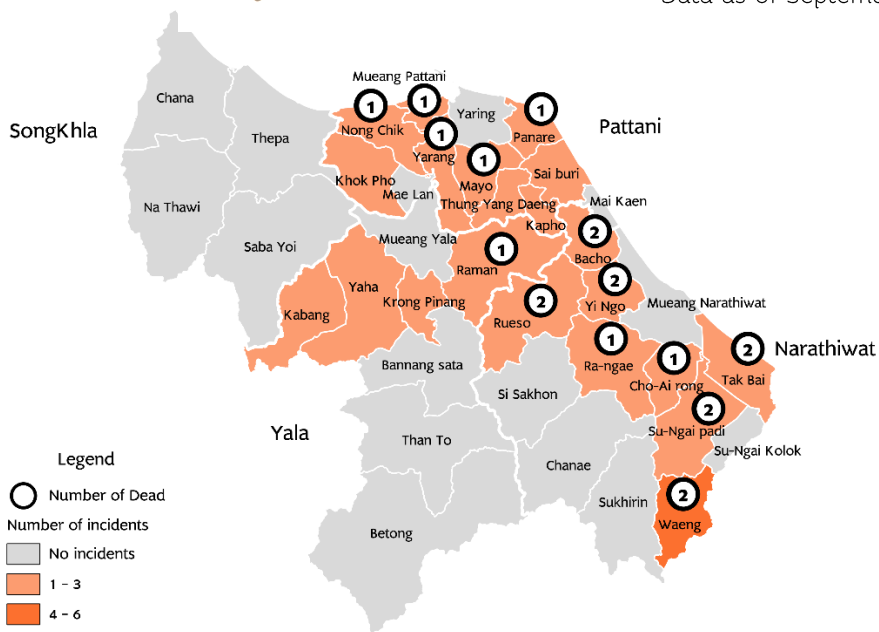 Data as of Septem
Mueang Pattani
Chana
1
1
1
SongKhla
Thepa
Nong Chik
1
Yaring
Panare
Pattani
Yarang
1
Khok Pho
Mayo
Sai buri
Mae Lan
Na Thawi
Thung Yang Daeng
Mai Kaen
Kapho
2
Saba Yoi
Mueang Yala
1
Bacho
Raman
2
Yaha
Krong Pinang
2
Yi Ngo
Mueang Narathiwat
Kabang
Rueso
1
1
2
Narathiwat
Bannang sata
Ra-ngae
Cho-Ai rong
Tak Bai
Si Sakhon
2
Yala
Than To
Su-Ngai padi
Su-Ngai Kolok
Legend
Chanae
Number of Dead
2
Sukhirin
Waeng
Number of incidents
Betong
No incidents
1 - 3
4 - 6